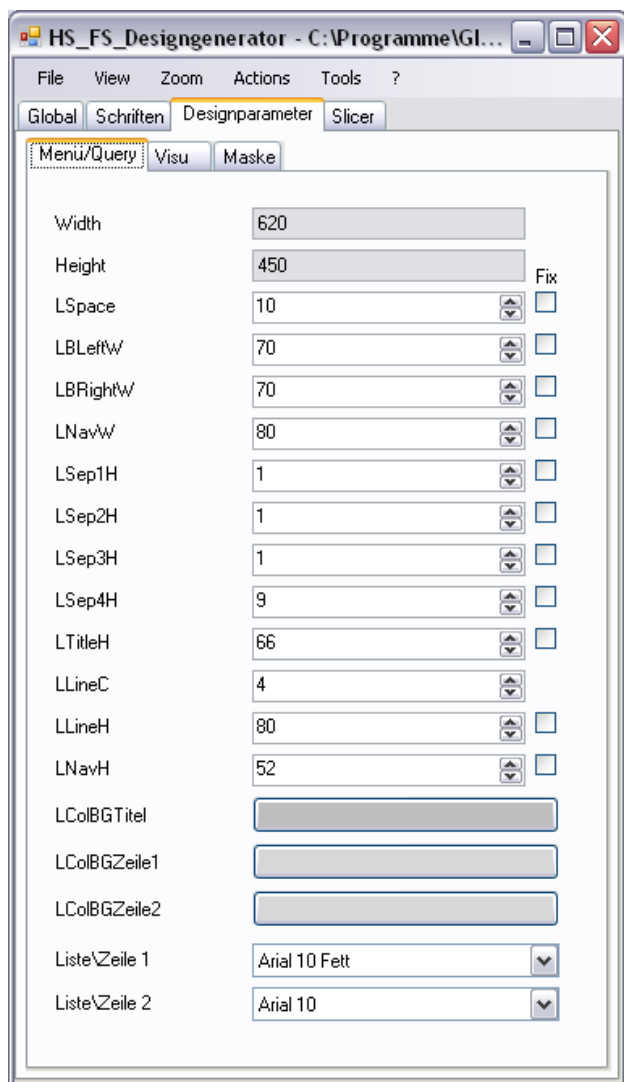 HS_FS_Designgenerator - C:\Programme\Gl...
File View Zoom Actions Tools ?
Global Schriften Designparameter Slicer
Menü/Query Visu Maske
Width 620
Height 450
Fix
LSpace 10
LBLeftW 70
LBRightW 70
LNavW 80
LSep1H 1
LSep2H 1
LSep3H 1
LSep4H 9
LTitleH 66
LLineC 4
LLineH 80
LNavH 52
LColBGTitel
LColBGZeile1
LColBGZeile2
Liste\Zeile 1 Arial 10 Fett
Liste\Zeile 2 Arial 10